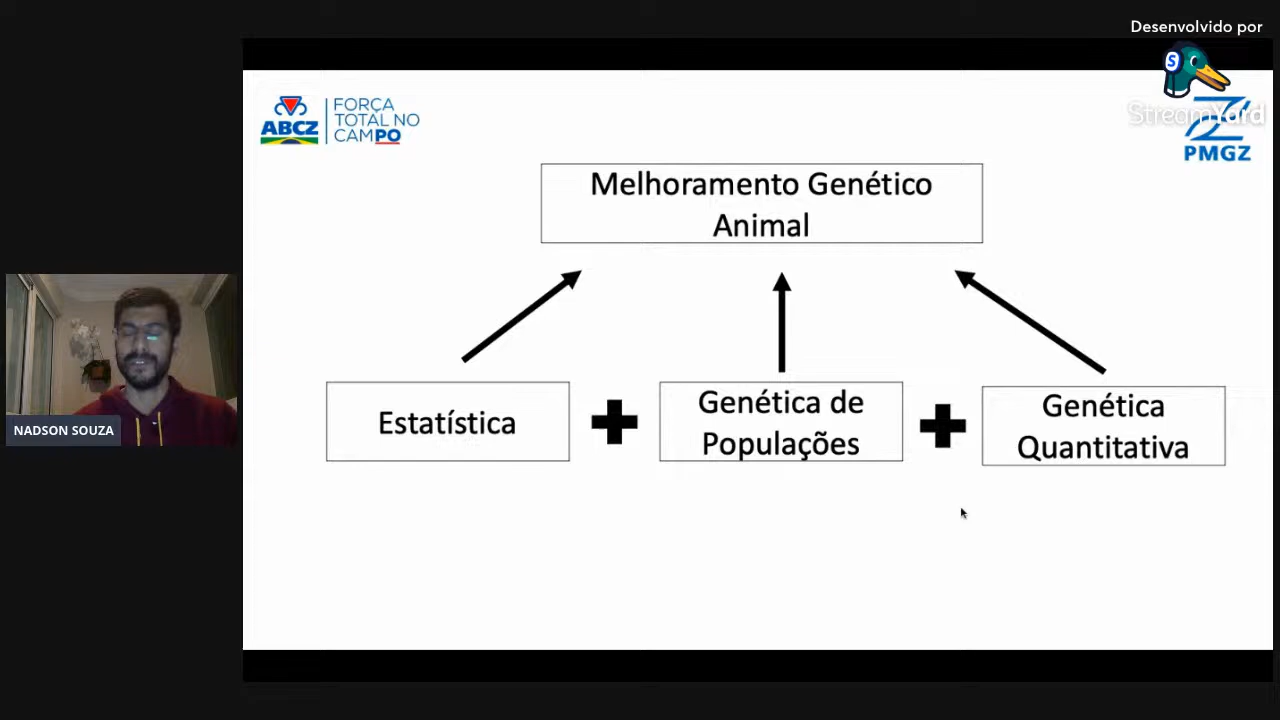 Desenvolvido por
S
StreamYard
ABCZ
FORÇA
TOTAL NO
CAMPO
PMGZ
Melhoramento Genético
Animal
Estatística
Genética de
Populações
Genética
Quantitativa
NADSON SOUZA